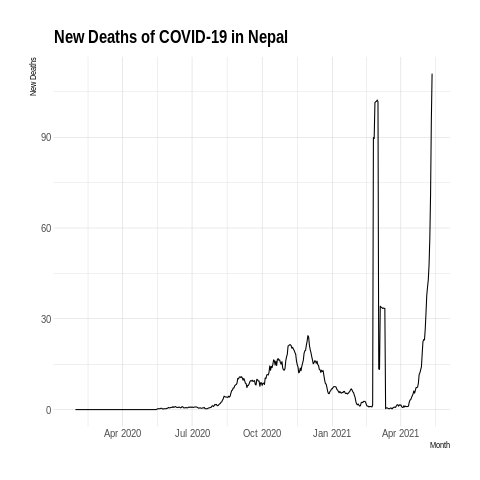 New Deaths of COVID-19 in Nepal
New Deaths
90
60
30
0
Apr 2020 Jul 2020 Oct 2020 Jan 2021 Apr 2021
Month